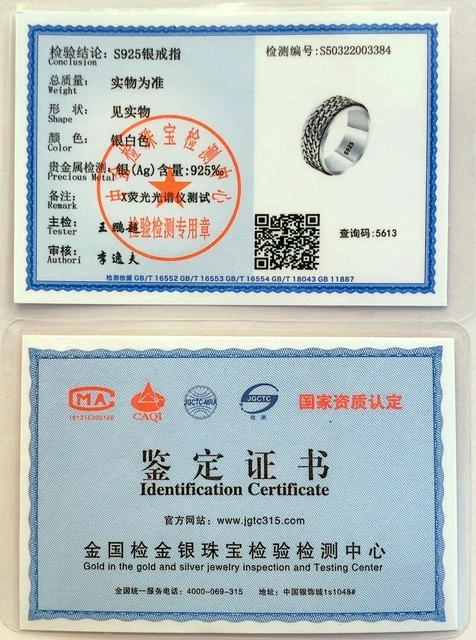 检验结论: S925银戒指
Conclusion
检测编号:S50322003384
总质量: 实物为准
Weight
形 状: 见实物
Shape
S925
颜 色: 银白色
Color
贵金属检测:银(Ag)含量:925‰
Precious Metal
备注: X荧光光谱仪测试
Remark
主检: 王鹏超
Tester
检验检测专用章
查询码:5613
审核: 李逸夫
Authori
检测依据 GB/T 16552 GB/T 16553 GB/T 16554 GB/T 18043 GB 11887
MA
CAQI
JGCTC-MRA
JGCTC
检测
国家资质认定
鉴定证书
Identification Certificate
官方网站:www.jgtc315.com
金国检金银珠宝检验检测中心
Gold in the gold and silver jewelry inspection and Testing Center
全国统一服务电话:4000-069-315 地址:中国银饰城1s1048#